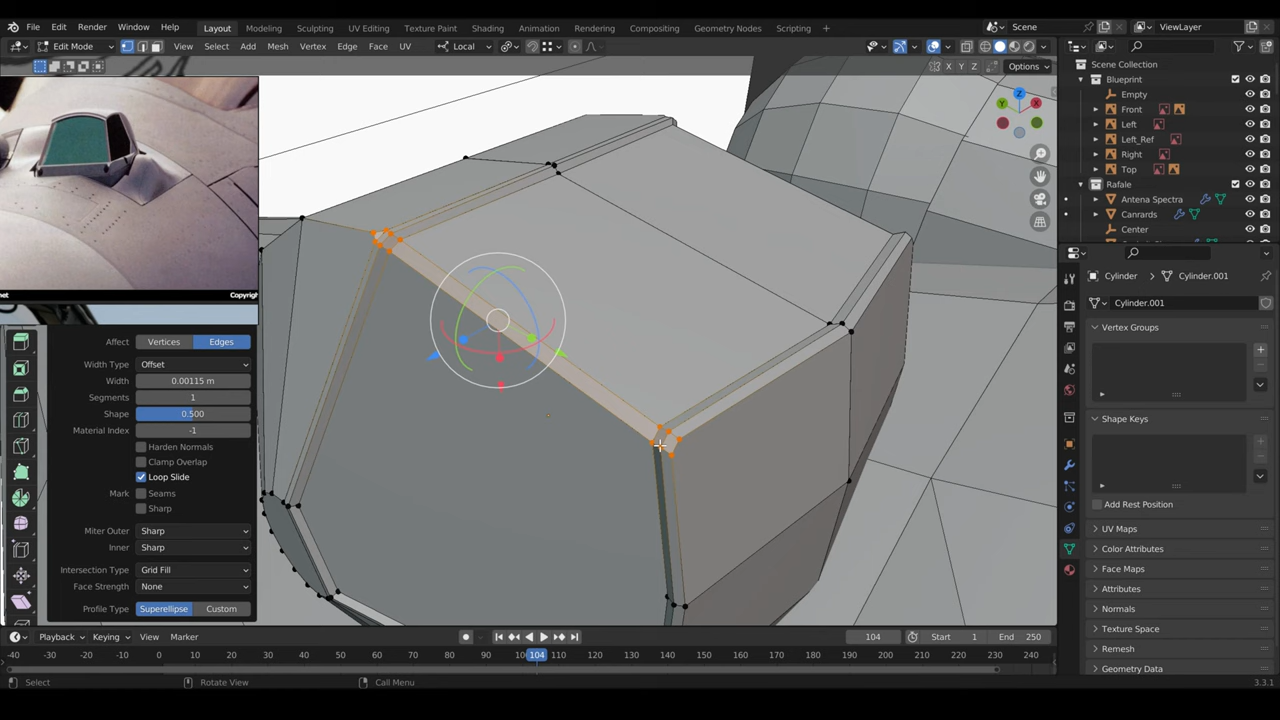 File Edit Render Window Help Layout Modeling Sculpting UV Editing Texture Paint Shading Animation Rendering Compositing Geometry Nodes Scripting + Scene ViewLayer
Edit Mode View Select Add Mesh Vertex Edge Face UV Local
X Y Z Options
Z
Y
X
Copyrigh
Affect Vertices Edges
Width Type Offset
Width 0.00115 m
Segments 1
Shape 0.500
Material Index -1
Harden Normals
Clamp Overlap
Loop Slide
Mark Seams
Sharp
Miter Outer Sharp
Inner Sharp
Intersection Type Grid Fill
Face Strength None
Profile Type Superellipse Custom
Scene Collection
Blueprint
Empty
Front
Left
Left_Ref
Right
Top
Rafale
Antena Spectra
Canrards
Center
Cylinder Cylinder.001
Cylinder.001
Vertex Groups
Shape Keys
Add Rest Position
UV Maps
Color Attributes
Face Maps
Attributes
Normals
Texture Space
Remesh
Geometry Data
Playback Keying View Marker 104 Start 1 End 250
-40 -30 -20 -10 0 10 20 30 40 50 60 70 80 90 104 120 130 140 150 160 170 180 190 200 210 220 230 240
Select Rotate View Call Menu 3.3.1